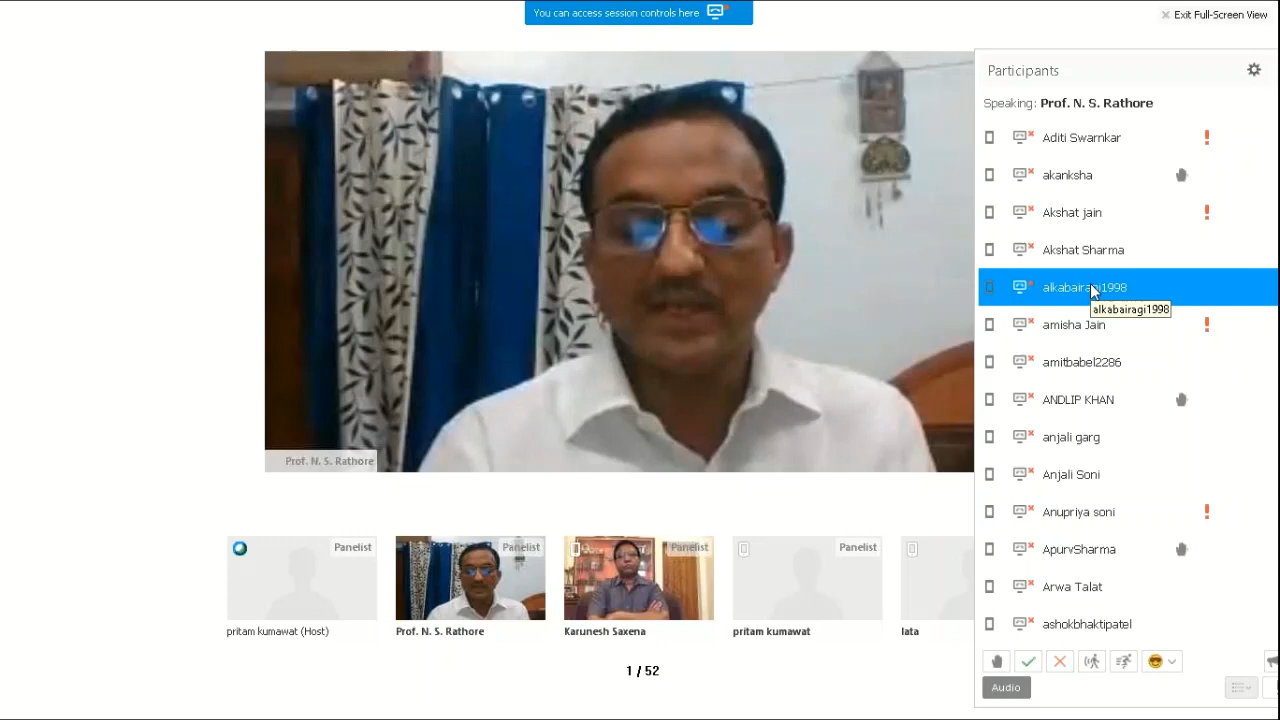 You can access session controls here
Exit Full-Screen View
Prof. N. S. Rathore
Panelist
Panelist
Panelist
Panelist
pritam kumawat (Host)
Prof. N. S. Rathore
Karunesh Saxena
pritam kumawat
lata
1 / 52
Participants
Speaking: Prof. N. S. Rathore
Aditi Swarnkar
akanksha
Akshat jain
Akshat Sharma
alkabairagi1998
alkabairagi1998
amisha Jain
amitbabel2286
ANDLIP KHAN
anjali garg
Anjali Soni
Anupriya soni
ApurvSharma
Arwa Talat
ashokbhaktipatel
Audio